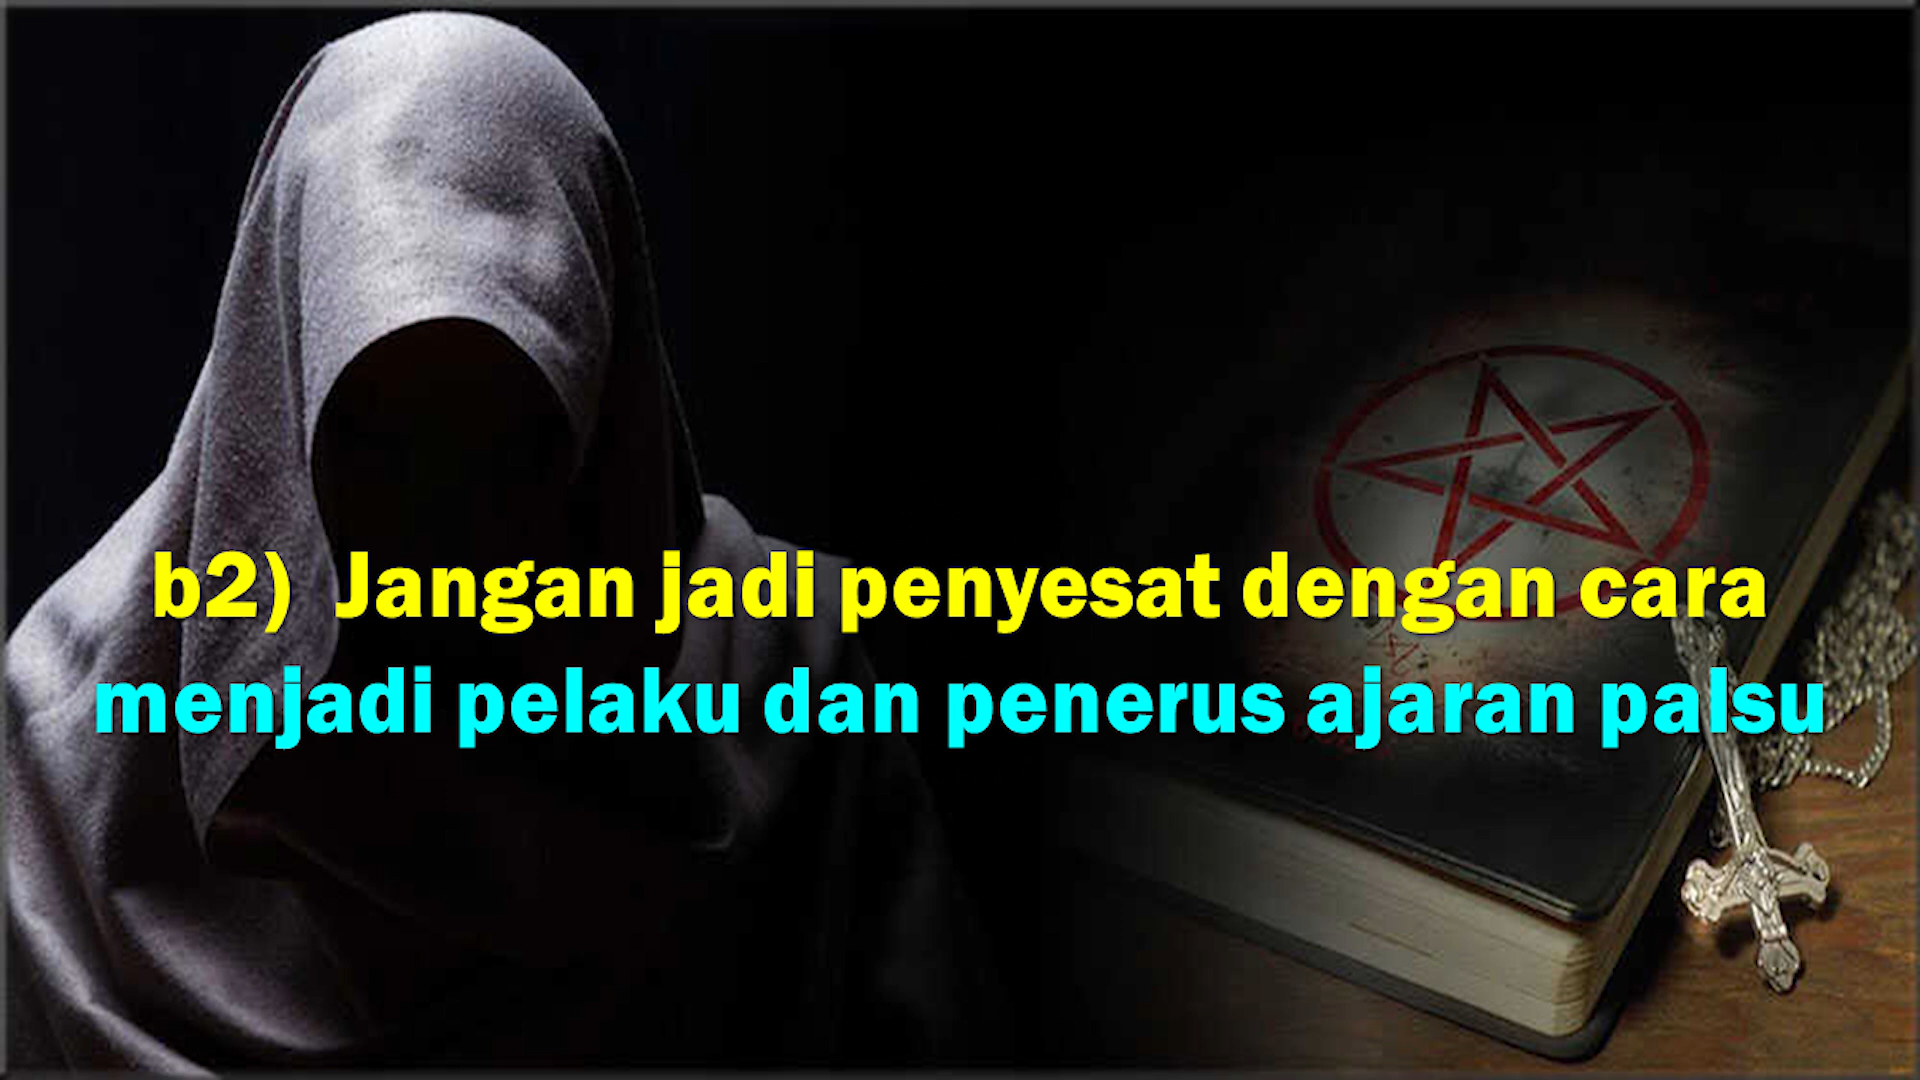 b2)  Jangan jadi penyesat dengan cara
menjadi pelaku dan penerus ajaran palsu